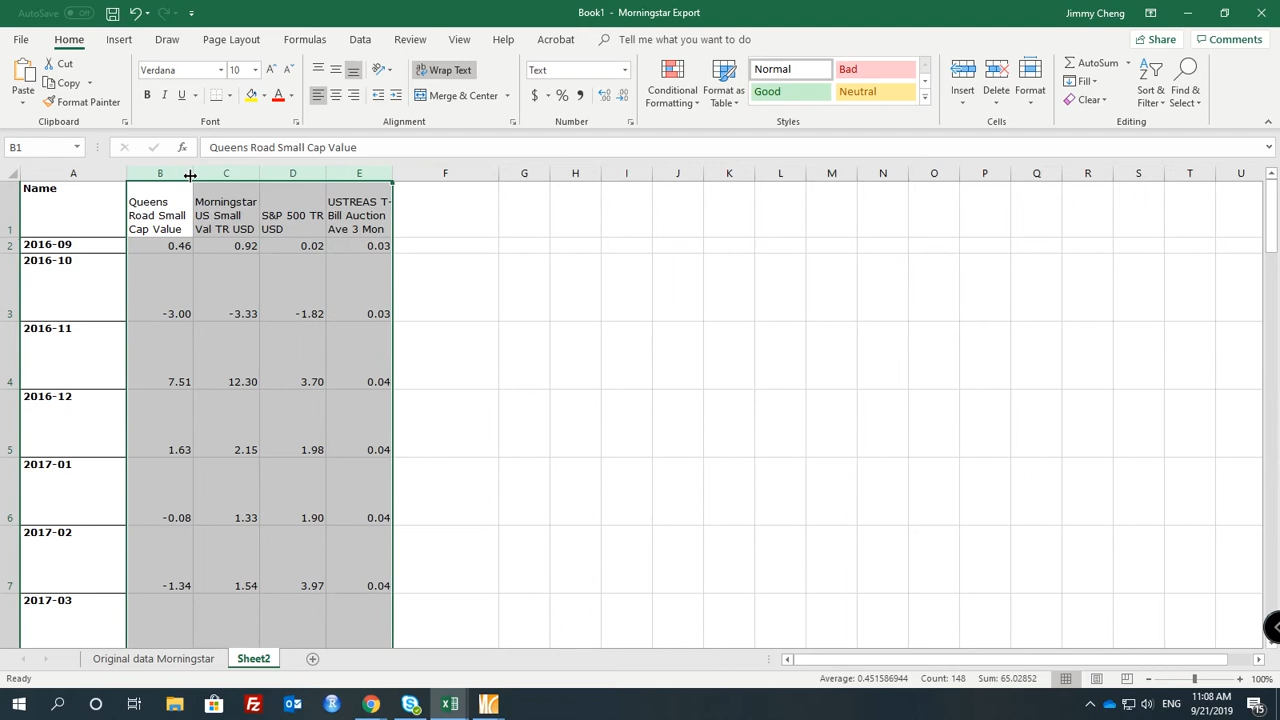 AutoSave Off
Book1 - Morningstar Export
Jimmy Cheng
File Home Insert Draw Page Layout Formulas Data Review View Help Acrobat Tell me what you want to do Share Comments
Paste Cut Copy Format Painter Clipboard
Verdana 10 B I U A A A Font
Wrap Text Merge & Center Alignment
Text $ % , Number
Conditional Formatting Format as Table Normal Bad Good Neutral Styles
Insert Delete Format Cells
AutoSum Fill Clear Sort & Filter Find & Select Editing
B1 fx Queens Road Small Cap Value
A B C D E F G H I J K L M N O P Q R S T U
1 Name
Queens Road Small Cap Value
Morningstar US Small Val TR USD
S&P 500 TR USD
USTREAS T-Bill Auction Ave 3 Mon
2 2016-09 0.46 0.92 0.02 0.03
3 2016-10 -3.00 -3.33 -1.82 0.03
4 2016-11 7.51 12.30 3.70 0.04
5 2016-12 1.63 2.15 1.98 0.04
6 2017-01 -0.08 1.33 1.90 0.04
7 2017-02 -1.34 1.54 3.97 0.04
2017-03
Original data Morningstar Sheet2
Ready Average: 0.451586944 Count: 148 Sum: 65.02852 100%
ENG 11:08 AM
9/21/2019 15